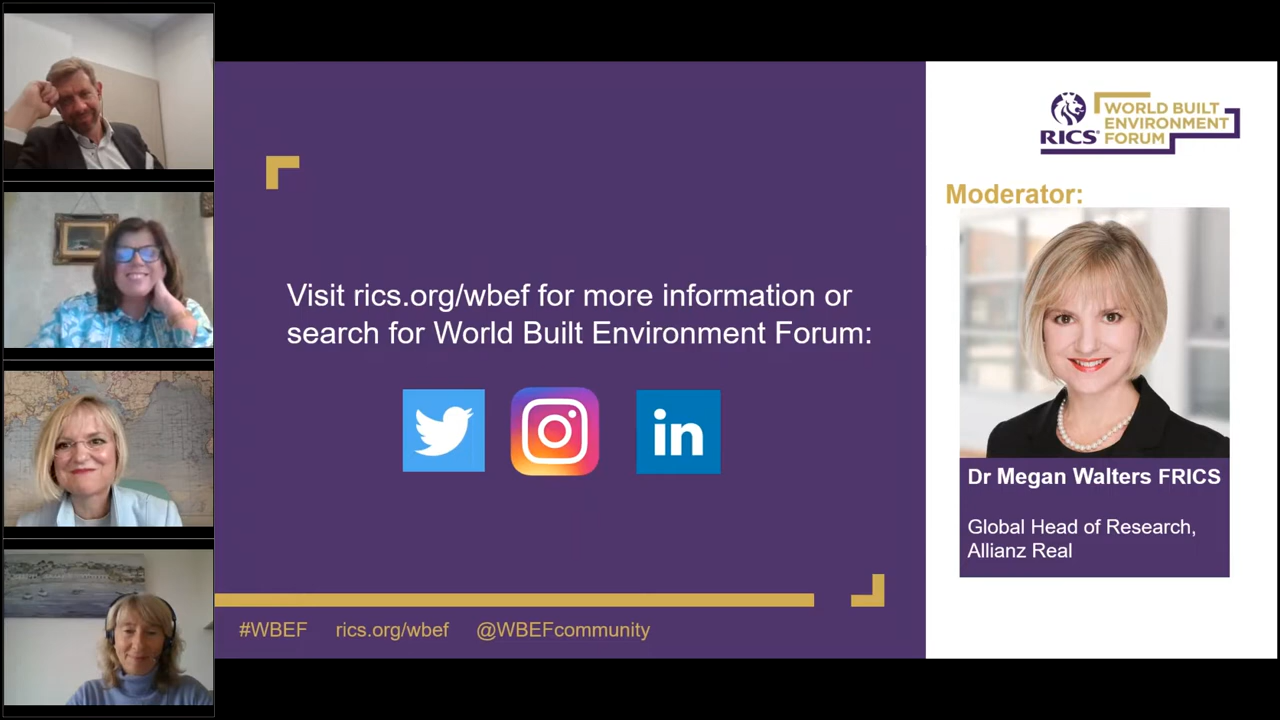 Visit rics.org/wbef for more information or
search for World Built Environment Forum:
in
#WBEF rics.org/wbef @WBEFcommunity
RICS
WORLD BUILT
ENVIRONMENT
FORUM
Moderator:
Dr Megan Walters FRICS
Global Head of Research,
Allianz Real